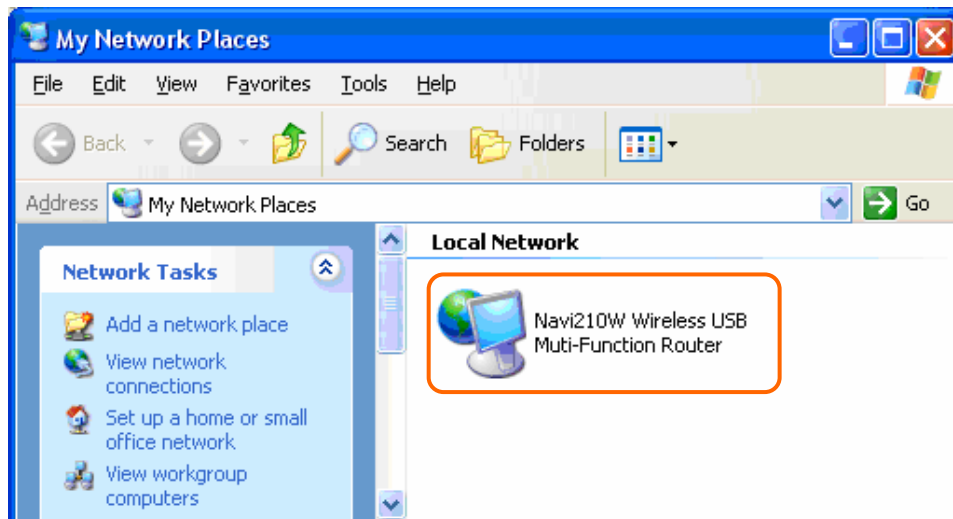 My Network Places
File Edit View Favorites Tools Help
Back Search Folders
Address My Network Places Go
Network Tasks
Add a network place
View network
connections
Set up a home or small
office network
View workgroup
computers
Local Network
Navi210W Wireless USB
Muti-Function Router